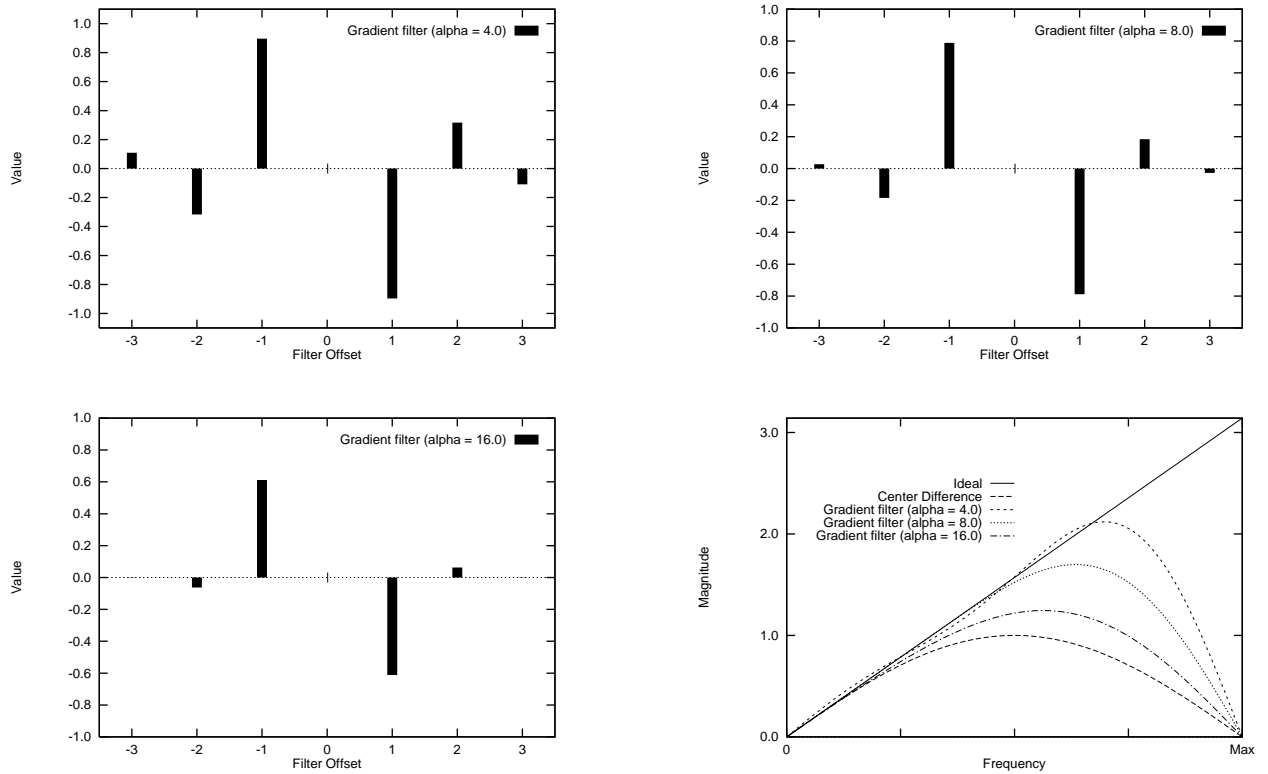 Gradient filter (alpha = 4.0)
1.0
0.8
0.6
0.4
0.2
0.0
-0.2
-0.4
-0.6
-0.8
-1.0
Value
-3 -2 -1 0 1 2 3
Filter Offset
Gradient filter (alpha = 8.0)
1.0
0.8
0.6
0.4
0.2
0.0
-0.2
-0.4
-0.6
-0.8
-1.0
Value
-3 -2 -1 0 1 2 3
Filter Offset
Gradient filter (alpha = 16.0)
1.0
0.8
0.6
0.4
0.2
0.0
-0.2
-0.4
-0.6
-0.8
-1.0
Value
-3 -2 -1 0 1 2 3
Filter Offset
3.0
2.0
1.0
0.0
Magnitude
Ideal
Center Difference
Gradient filter (alpha = 4.0)
Gradient filter (alpha = 8.0)
Gradient filter (alpha = 16.0)
0 Max
Frequency